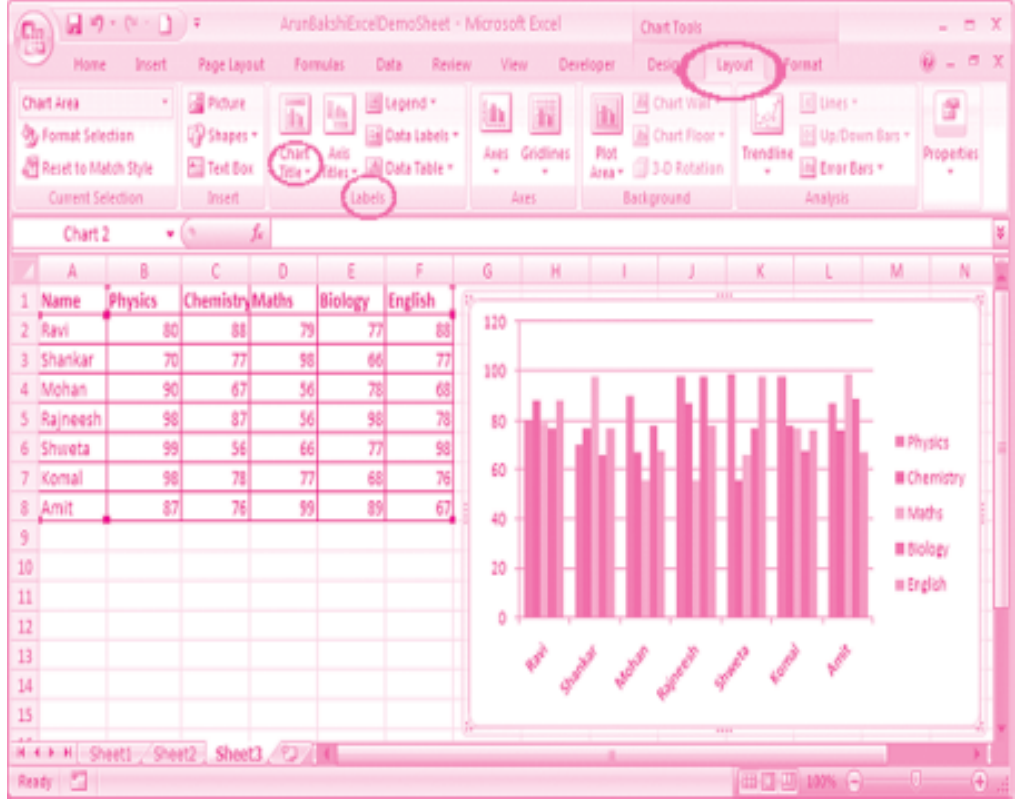 ArunBakshiExcelDemoSheet - Microsoft Excel Chart Tools
Home Insert Page Layout Formulas Data Review View Developer Design Layout Format
Chart Area
Format Selection
Reset to Match Style
Current Selection
Picture
Shapes
Text Box
Insert
Chart Title
Axis Titles
Legend
Data Labels
Data Table
Labels
Axes Gridlines
Axes
Plot Area
Chart Wall
Chart Floor
3-D Rotation
Background
Trendline
Lines
Up/Down Bars
Error Bars
Analysis
Properties
Chart 2 fx
A B C D E F G H I J K L M N
1 Name Physics Chemistry Maths Biology English
2 Ravi 80 88 79 77 88
3 Shankar 70 77 98 66 77
4 Mohan 90 67 56 78 68
5 Rajneesh 98 87 56 98 78
6 Shweta 99 56 66 77 98
7 Komal 98 78 77 68 76
8 Amit 87 76 99 89 67
9
10
11
12
13
14
15
120
100
80
60
40
20
0
Ravi Shankar Mohan Rajneesh Shweta Komal Amit
Physics
Chemistry
Maths
Biology
English
Sheet1 Sheet2 Sheet3
Ready 100%